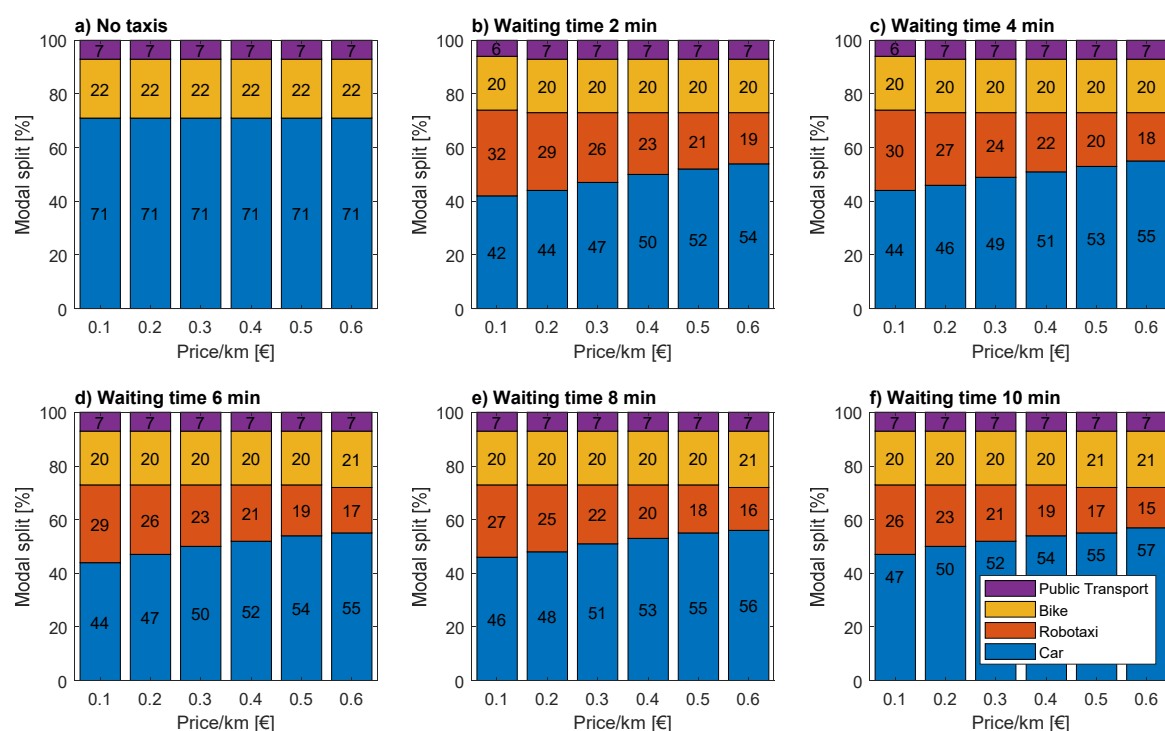 a) No taxis
b) Waiting time 2 min
c) Waiting time 4 min
Modal split [%]
100
80
60
40
20
0
7 7 7 7 7 7
22 22 22 22 22 22
71 71 71 71 71 71
0.1 0.2 0.3 0.4 0.5 0.6
Price/km [€]
Modal split [%]
100
80
60
40
20
0
6 7 7 7 7 7
20 20 20 20 20 20
32 29 26 23 21 19
42 44 47 50 52 54
0.1 0.2 0.3 0.4 0.5 0.6
Price/km [€]
Modal split [%]
100
80
60
40
20
0
6 7 7 7 7 7
20 20 20 20 20 20
30 27 24 22 20 18
44 46 49 51 53 55
0.1 0.2 0.3 0.4 0.5 0.6
Price/km [€]
d) Waiting time 6 min
e) Waiting time 8 min
f) Waiting time 10 min
Modal split [%]
100
80
60
40
20
0
7 7 7 7 7 7
20 20 20 20 20 21
29 26 23 21 19 17
44 47 50 52 54 55
0.1 0.2 0.3 0.4 0.5 0.6
Price/km [€]
Modal split [%]
100
80
60
40
20
0
7 7 7 7 7 7
20 20 20 20 20 21
27 25 22 20 18 16
46 48 51 53 55 56
0.1 0.2 0.3 0.4 0.5 0.6
Price/km [€]
Modal split [%]
100
80
60
40
20
0
7 7 7 7 7 7
20 20 20 20 21 21
26 23 21 19 17 15
47 50 52 54 55 57
Public Transport
Bike
Robotaxi
Car
0.1 0.2 0.3 0.4 0.5 0.6
Price/km [€]